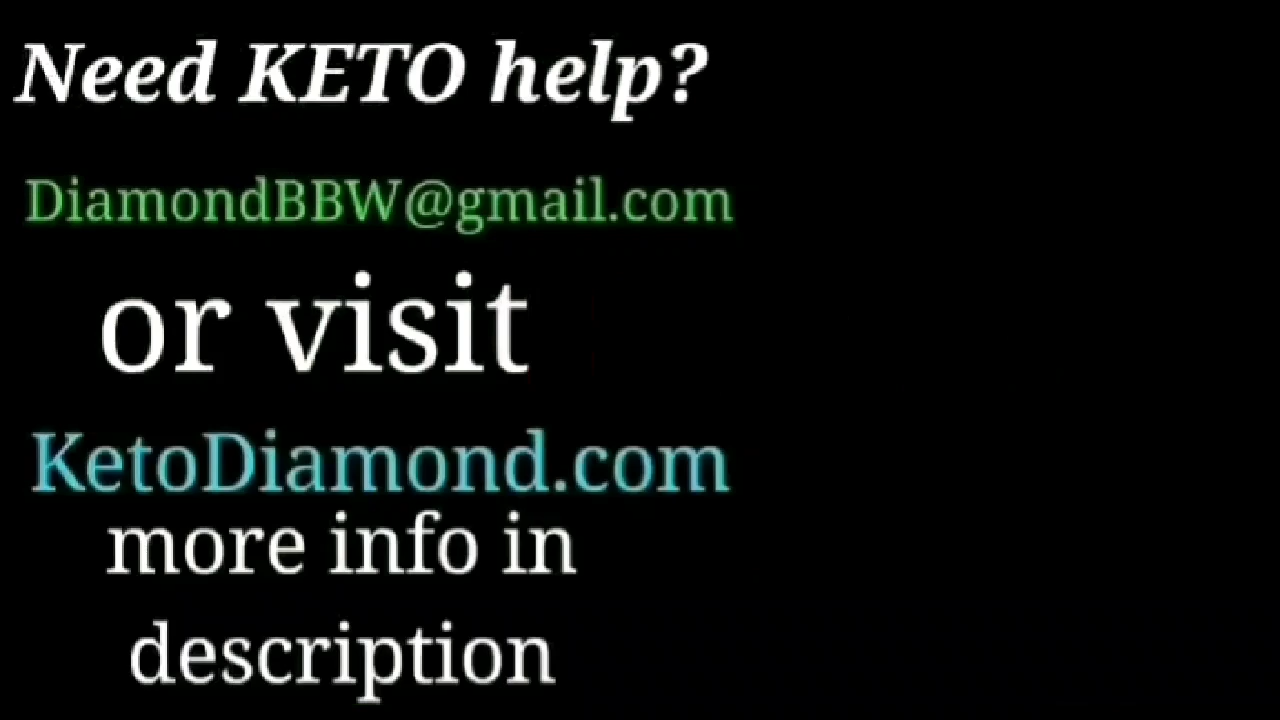 Need KETO help?
DiamondBBW@gmail.com
or visit
KetoDiamond.com
more info in
description